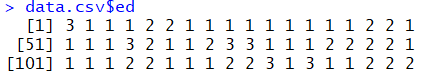 > data.csv$ed
[1] 3 1 1 1 2 2 1 1 1 1 1 1 1 1 1 1 2 2 1
[51] 1 1 1 3 2 1 1 2 3 3 1 1 1 2 2 2 2 2 1
[101] 1 1 1 2 2 1 1 1 2 2 3 1 3 1 1 2 2 2